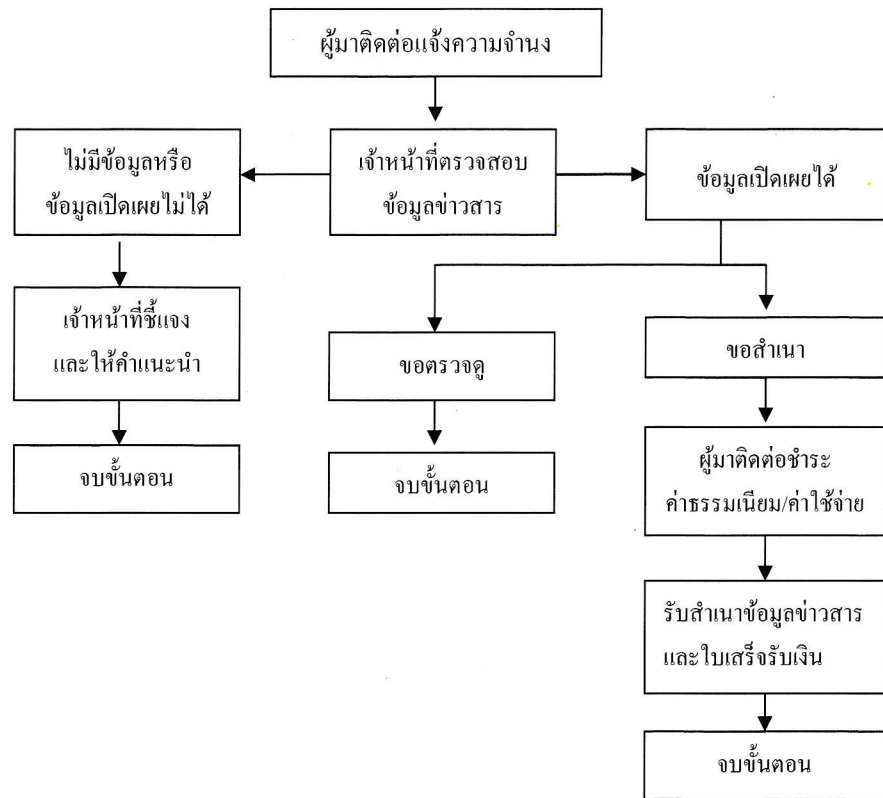 ผู้มาติดต่อแจ้งความจำนง
ไม่มีข้อมูลหรือ
ข้อมูลเปิดเผยไม่ได้
เจ้าหน้าที่ตรวจสอบ
ข้อมูลข่าวสาร
ข้อมูลเปิดเผยได้
เจ้าหน้าที่ชี้แจง
และให้คำแนะนำ
ขอตรวจดู
ขอสำเนา
จบขั้นตอน
จบขั้นตอน
ผู้มาติดต่อชำระ
ค่าธรรมเนียม/ค่าใช้จ่าย
รับสำเนาข้อมูลข่าวสาร
และใบเสร็จรับเงิน
จบขั้นตอน